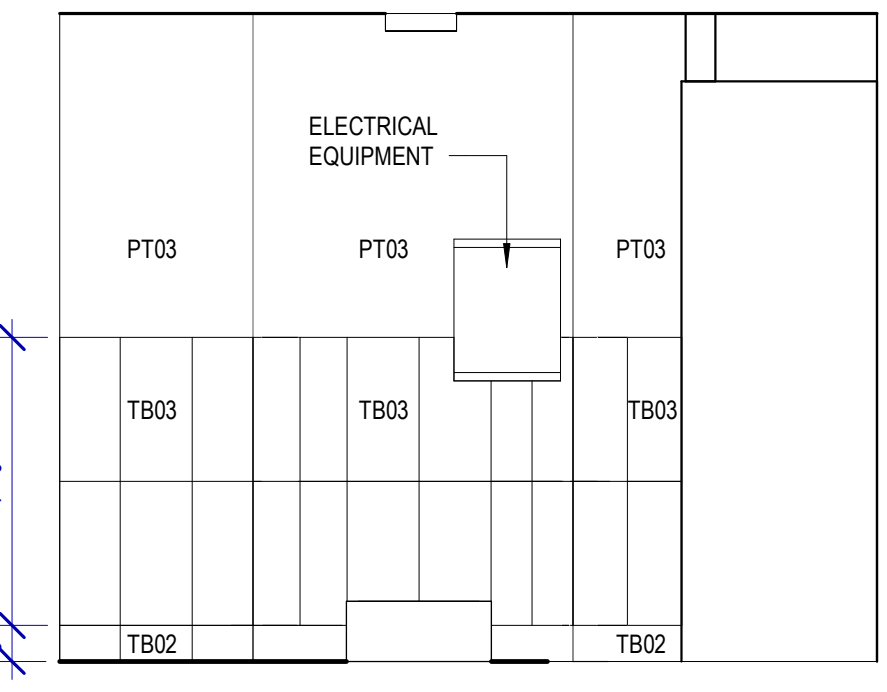 ELECTRICAL
EQUIPMENT
PT03
PT03
PT03
TB03
TB03
TB03
TB02
TB02